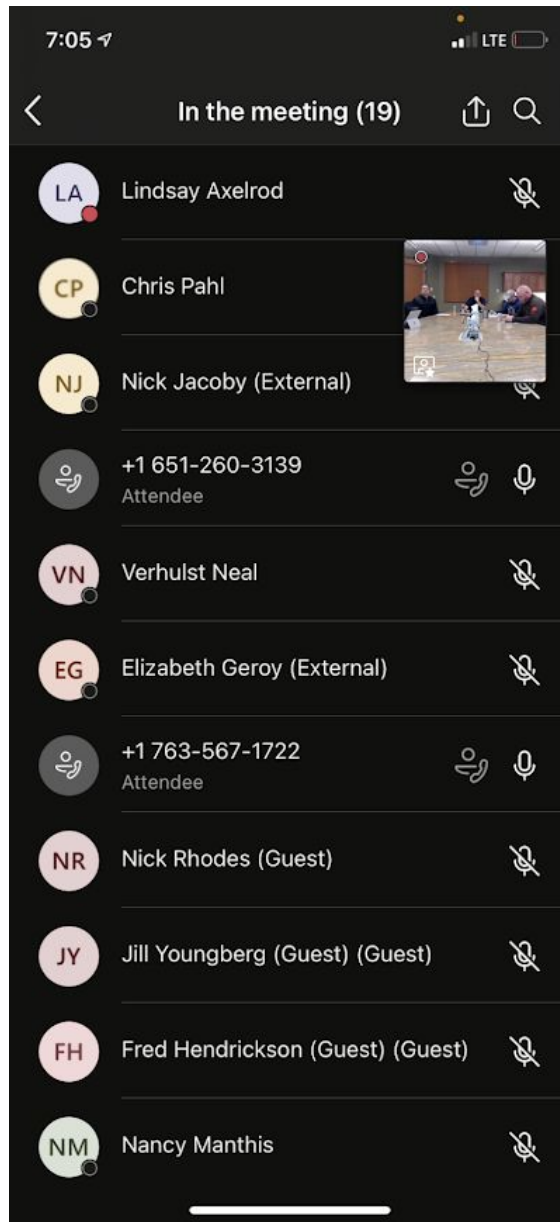 7:05
LTE
In the meeting (19)
LA
Lindsay Axelrod
CP
Chris Pahl
NJ
Nick Jacoby (External)
+1 651-260-3139
Attendee
VN
Verhulst Neal
EG
Elizabeth Geroy (External)
+1 763-567-1722
Attendee
NR
Nick Rhodes (Guest)
JY
Jill Youngberg (Guest) (Guest)
FH
Fred Hendrickson (Guest) (Guest)
NM
Nancy Manthis